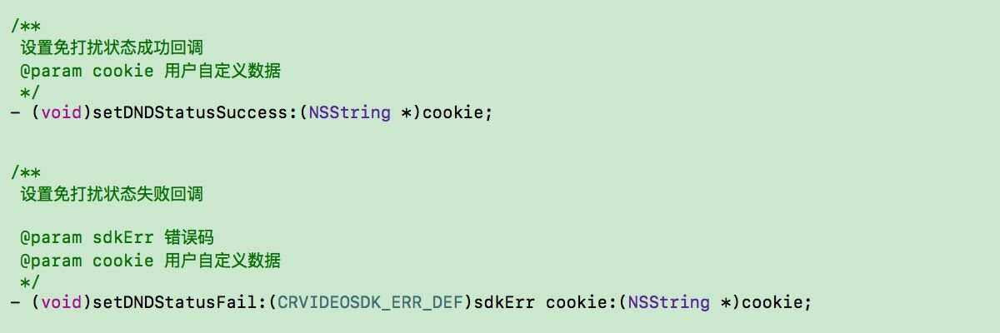 /**
设置免打扰状态成功回调
@param cookie 用户自定义数据
*/
- (void)setDNDStatusSuccess:(NSString *)cookie;
/**
设置免打扰状态失败回调
@param sdkErr 错误码
@param cookie 用户自定义数据
*/
- (void)setDNDStatusFail:(CRVIDEOSDK_ERR_DEF)sdkErr cookie:(NSString *)cookie;